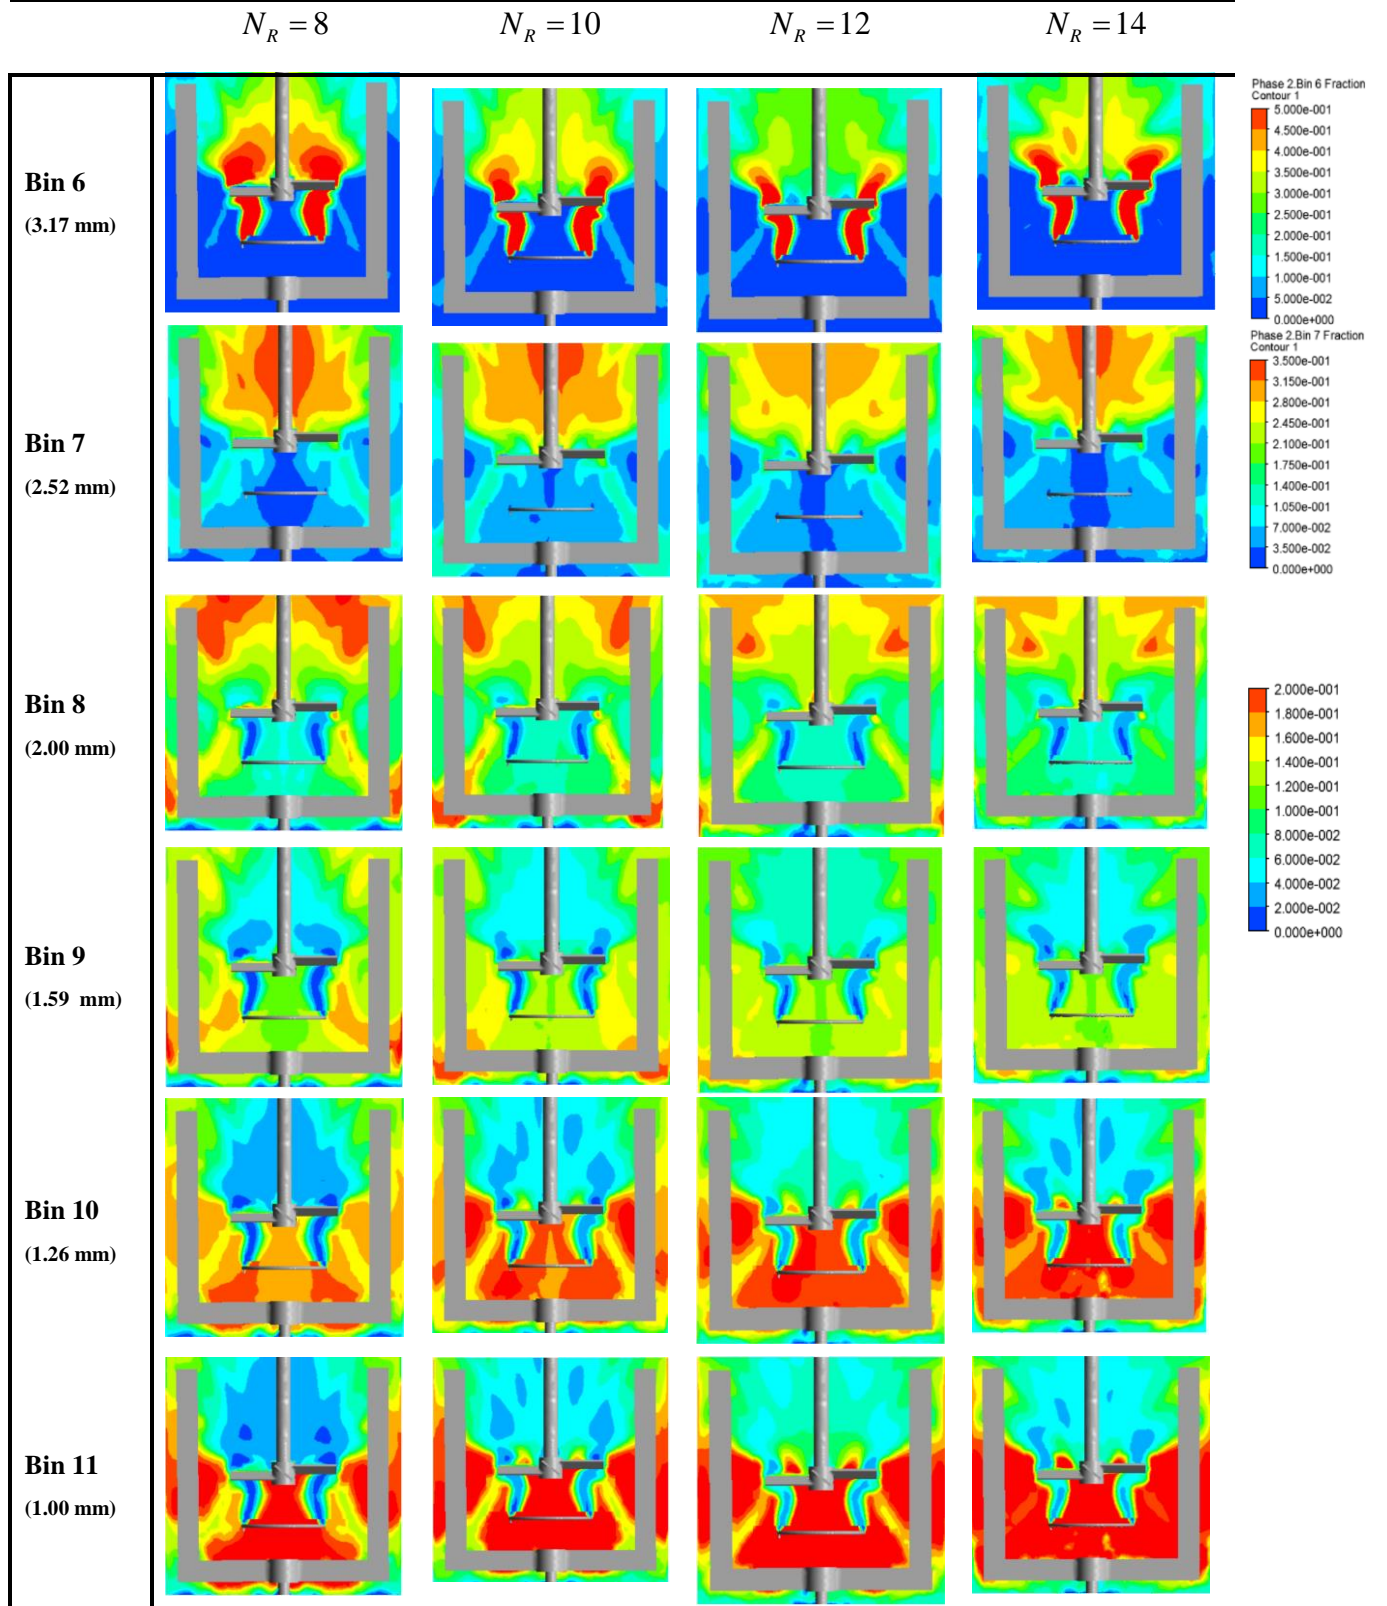 N_R = 8 N_R = 10 N_R = 12 N_R = 14
Bin 6
(3.17 mm)
Phase 2.Bin 6 Fraction
Contour 1
5.000e-001
4.500e-001
4.000e-001
3.500e-001
3.000e-001
2.500e-001
2.000e-001
1.500e-001
1.000e-001
5.000e-002
0.000e+000
Bin 7
(2.52 mm)
Phase 2.Bin 7 Fraction
Contour 1
3.500e-001
3.150e-001
2.800e-001
2.450e-001
2.100e-001
1.750e-001
1.400e-001
1.050e-001
7.000e-002
3.500e-002
0.000e+000
Bin 8
(2.00 mm)
2.000e-001
1.800e-001
1.600e-001
1.400e-001
1.200e-001
1.000e-001
8.000e-002
6.000e-002
4.000e-002
2.000e-002
0.000e+000
Bin 9
(1.59 mm)
Bin 10
(1.26 mm)
Bin 11
(1.00 mm)